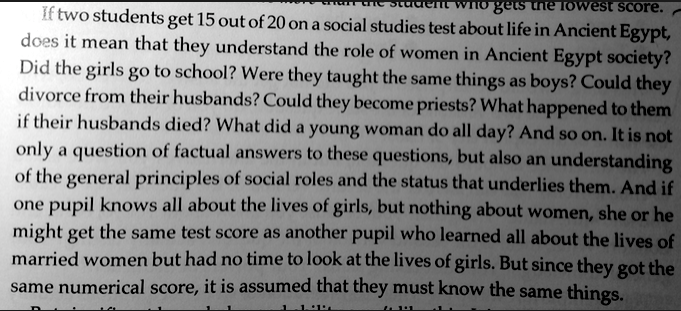 the student who gets the lowest score.
If two students get 15 out of 20 on a social studies test about life in Ancient Egypt,
does it mean that they understand the role of women in Ancient Egypt society?
Did the girls go to school? Were they taught the same things as boys? Could they
divorce from their husbands? Could they become priests? What happened to them
if their husbands died? What did a young woman do all day? And so on. It is not
only a question of factual answers to these questions, but also an understanding
of the general principles of social roles and the status that underlies them. And if
one pupil knows all about the lives of girls, but nothing about women, she or he
might get the same test score as another pupil who learned all about the lives of
married women but had no time to look at the lives of girls. But since they got the
same numerical score, it is assumed that they must know the same things.